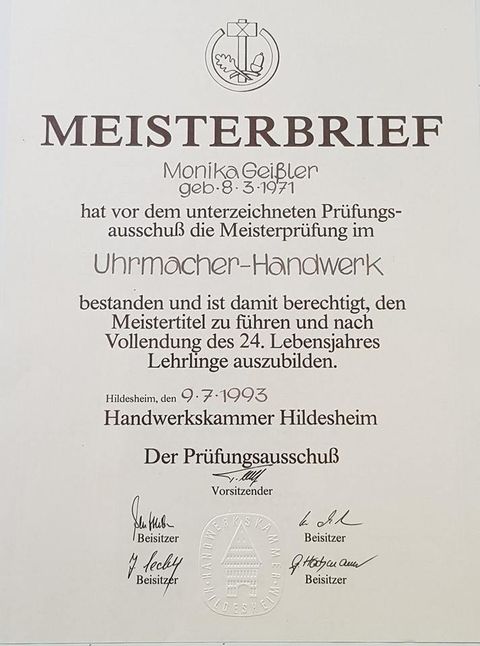 MEISTERBRIEF
Monika Geißler
geb·8·3·1971
hat vor dem unterzeichneten Prüfungs-
ausschuß die Meisterprüfung im
Uhrmacher-Handwerk
bestanden und ist damit berechtigt, den
Meistertitel zu führen und nach
Vollendung des 24. Lebensjahres
Lehrlinge auszubilden.
Hildesheim, den 9·7·1993
Handwerkskammer Hildesheim
Der Prüfungsausschuß
Vorsitzender
Beisitzer
Beisitzer
Beisitzer
Beisitzer
HANDWERKSKAMMER HILDESHEIM